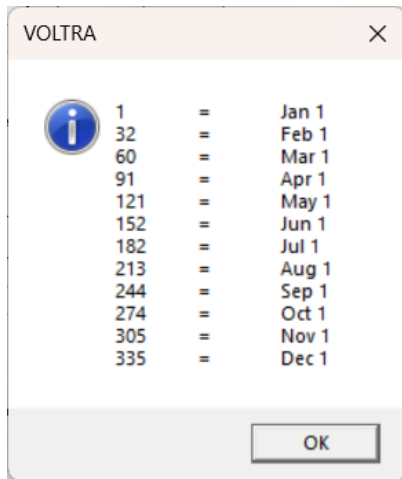 VOLTRA
1 = Jan 1
32 = Feb 1
60 = Mar 1
91 = Apr 1
121 = May 1
152 = Jun 1
182 = Jul 1
213 = Aug 1
244 = Sep 1
274 = Oct 1
305 = Nov 1
335 = Dec 1
OK